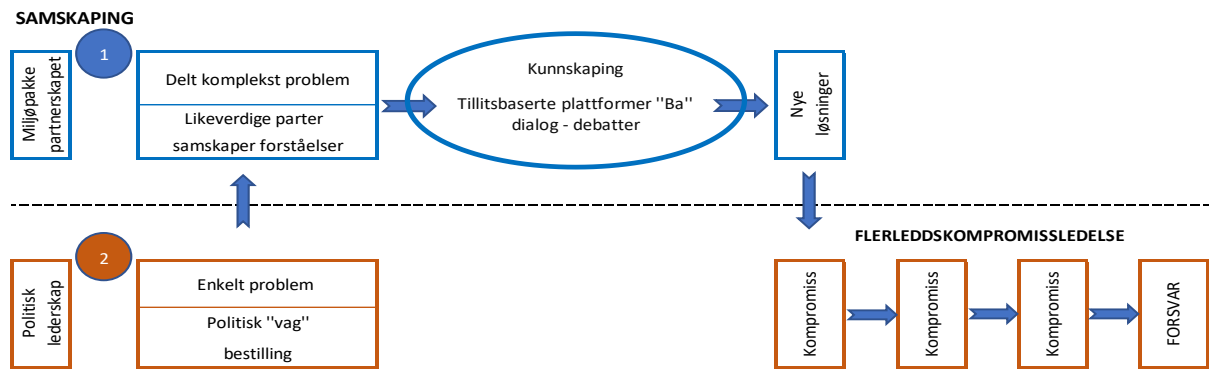 SAMSKAPING
Miljøpakke
partnerskapet
1
Delt komplekst problem
Likeverdige parter
samskaper forståelser
Kunnskaping
Tillitsbaserte plattformer "Ba"
dialog - debatter
Nye
løsninger
FLERLEDDSKOMPROMISSLEDELSE
Politisk
lederskap
2
Enkelt problem
Politisk "vag"
bestilling
Kompromiss
Kompromiss
Kompromiss
FORSVAR